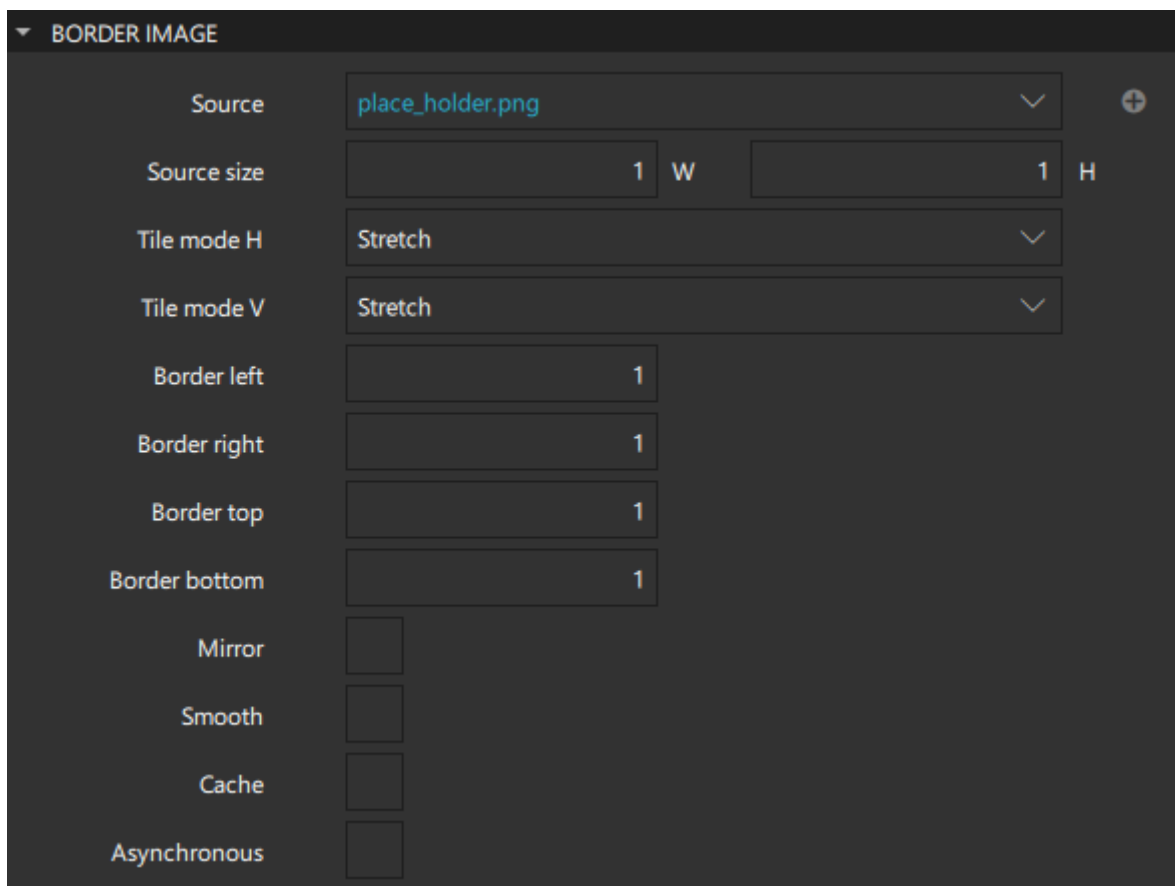 BORDER IMAGE
Source place_holder.png
Source size 1 W 1 H
Tile mode H Stretch
Tile mode V Stretch
Border left 1
Border right 1
Border top 1
Border bottom 1
Mirror
Smooth
Cache
Asynchronous